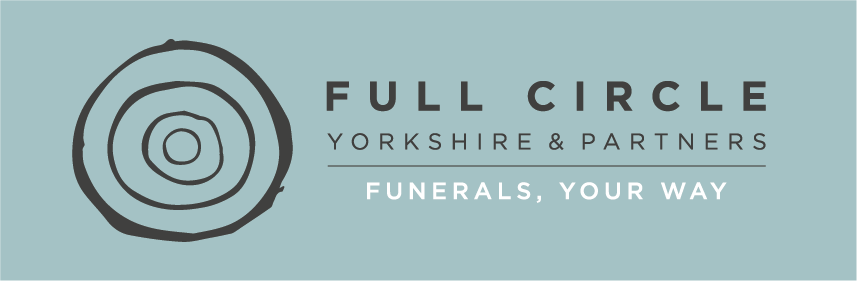 FULL CIRCLE
YORKSHIRE & PARTNERS
FUNERALS, YOUR WAY